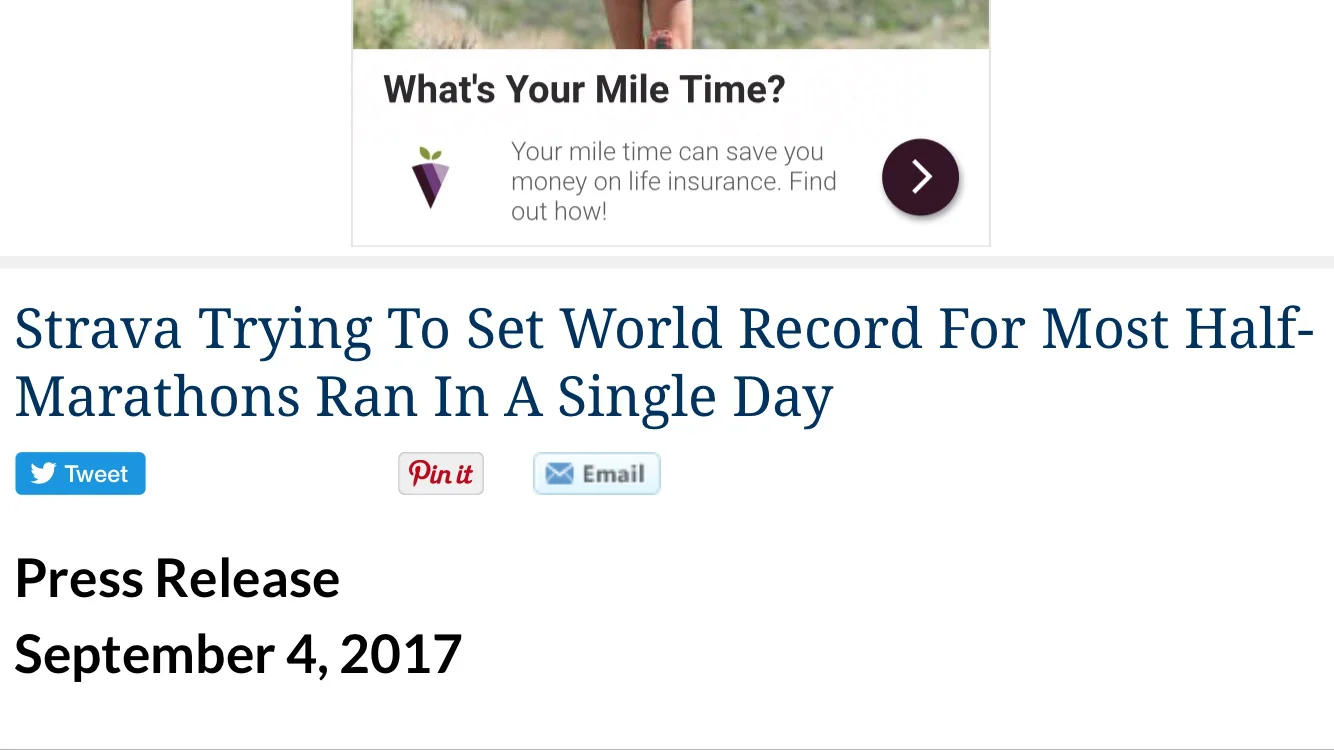 What's Your Mile Time?
Your mile time can save you
money on life insurance. Find
out how!
Strava Trying To Set World Record For Most Half-
Marathons Ran In A Single Day
Tweet
Pin it
Email
Press Release
September 4, 2017